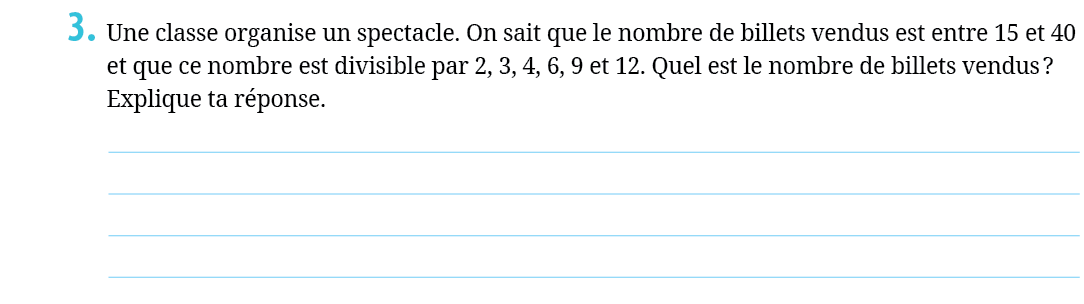 3. Une classe organise un spectacle. On sait que le nombre de billets vendus est entre 15 et 40
et que ce nombre est divisible par 2, 3, 4, 6, 9 et 12. Quel est le nombre de billets vendus ?
Explique ta réponse.